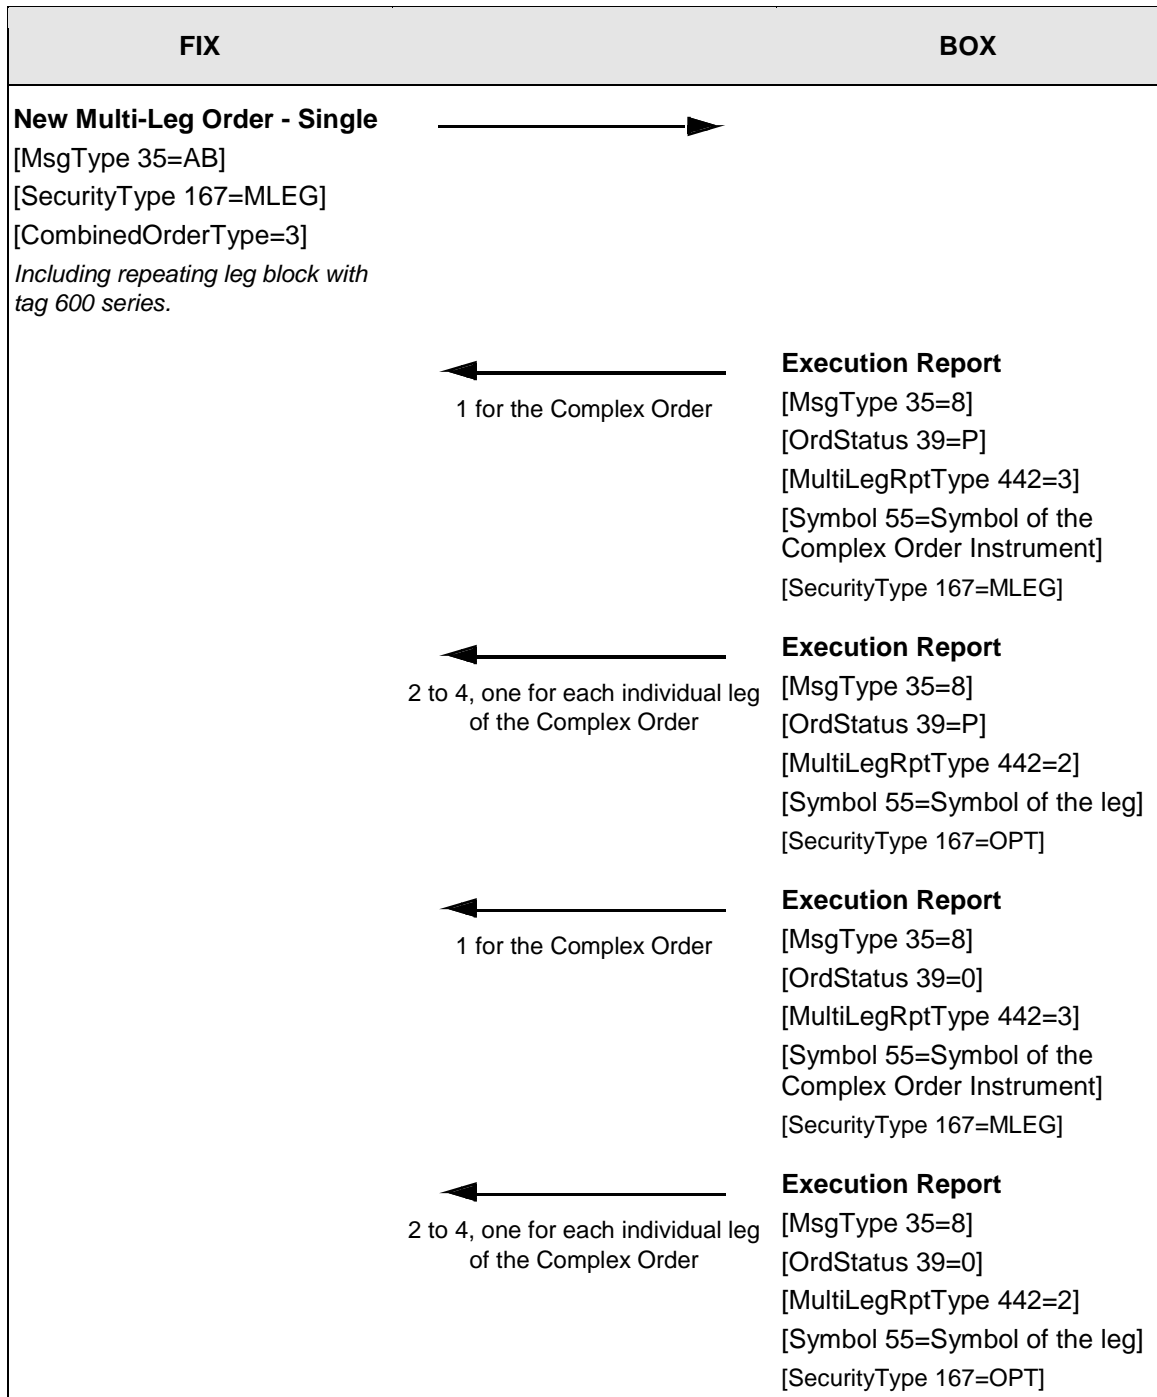 FIX
BOX
New Multi-Leg Order - Single
[MsgType 35=AB]
[SecurityType 167=MLEG]
[CombinedOrderType=3]
Including repeating leg block with
tag 600 series.
1 for the Complex Order
Execution Report
[MsgType 35=8]
[OrdStatus 39=P]
[MultiLegRptType 442=3]
[Symbol 55=Symbol of the
Complex Order Instrument]
[SecurityType 167=MLEG]
2 to 4, one for each individual leg
of the Complex Order
Execution Report
[MsgType 35=8]
[OrdStatus 39=P]
[MultiLegRptType 442=2]
[Symbol 55=Symbol of the leg]
[SecurityType 167=OPT]
1 for the Complex Order
Execution Report
[MsgType 35=8]
[OrdStatus 39=0]
[MultiLegRptType 442=3]
[Symbol 55=Symbol of the
Complex Order Instrument]
[SecurityType 167=MLEG]
2 to 4, one for each individual leg
of the Complex Order
Execution Report
[MsgType 35=8]
[OrdStatus 39=0]
[MultiLegRptType 442=2]
[Symbol 55=Symbol of the leg]
[SecurityType 167=OPT]